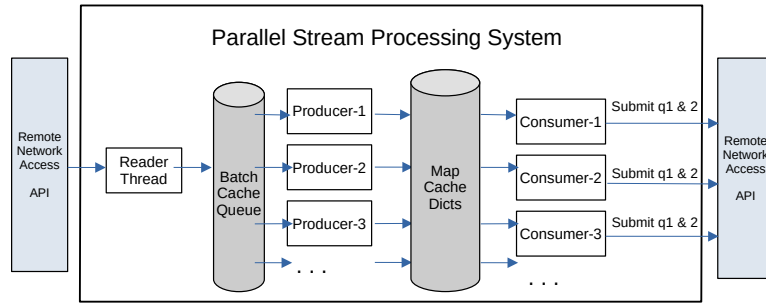 Parallel Stream Processing System
Remote
Network
Access
API
Reader
Thread
Batch
Cache
Queue
Producer-1
Producer-2
Producer-3
. . .
Map
Cache
Dicts
Consumer-1
Consumer-2
Consumer-3
. . .
Submit q1 & 2
Submit q1 & 2
Submit q1 & 2
Remote
Network
Access
API